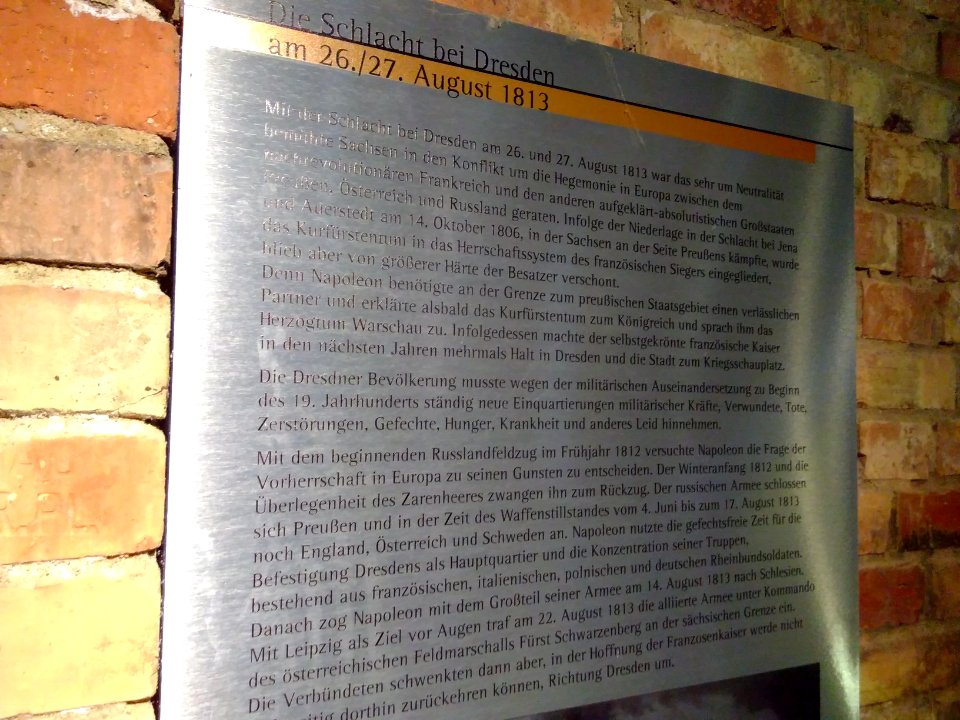 Die Schlacht bei Dresden
am 26./27. August 1813
Mit der Schlacht bei Dresden am 26. und 27. August 1813 war das sehr um Neutralität
bemühte Sachsen in den Konflikt um die Hegemonie in Europa zwischen dem
nachrevolutionären Frankreich und den anderen aufgeklärt-absolutistischen Großstaaten
Preußen, Österreich und Russland geraten. Infolge der Niederlage in der Schlacht bei Jena
und Auerstedt am 14. Oktober 1806, in der Sachsen an der Seite Preußens kämpfte, wurde
das Kurfürstentum in das Herrschaftssystem des französischen Siegers eingegliedert,
blieb aber von größerer Härte der Besatzer verschont.
Denn Napoleon benötigte an der Grenze zum preußischen Staatsgebiet einen verlässlichen
Partner und erklärte alsbald das Kurfürstentum zum Königreich und sprach ihm das
Herzogtum Warschau zu. Infolgedessen machte der selbstgekrönte französische Kaiser
in den nächsten Jahren mehrmals Halt in Dresden und die Stadt zum Kriegsschauplatz.
Die Dresdner Bevölkerung musste wegen der militärischen Auseinandersetzung zu Beginn
des 19. Jahrhunderts ständig neue Einquartierungen militärischer Kräfte, Verwundete, Tote,
Zerstörungen, Gefechte, Hunger, Krankheit und anderes Leid hinnehmen.
Mit dem beginnenden Russlandfeldzug im Frühjahr 1812 versuchte Napoleon die Frage der
Vorherrschaft in Europa zu seinen Gunsten zu entscheiden. Der Winteranfang 1812 und die
Überlegenheit des Zarenheeres zwangen ihn zum Rückzug. Der russischen Armee schlossen
sich Preußen und in der Zeit des Waffenstillstandes vom 4. Juni bis zum 17. August 1813
noch England, Österreich und Schweden an. Napoleon nutzte die gefechtsfreie Zeit für die
Befestigung Dresdens als Hauptquartier und die Konzentration seiner Truppen,
bestehend aus französischen, italienischen, polnischen und deutschen Rheinbundsoldaten.
Danach zog Napoleon mit dem Großteil seiner Armee am 14. August 1813 nach Schlesien.
Mit Leipzig als Ziel vor Augen traf am 22. August 1813 die alliierte Armee unter Kommando
des österreichischen Feldmarschalls Fürst Schwarzenberg an der sächsischen Grenze ein.
Die Verbündeten schwenkten dann aber, in der Hoffnung der Franzosenkaiser werde nicht
dorthin zurückkehren können, Richtung Dresden um.